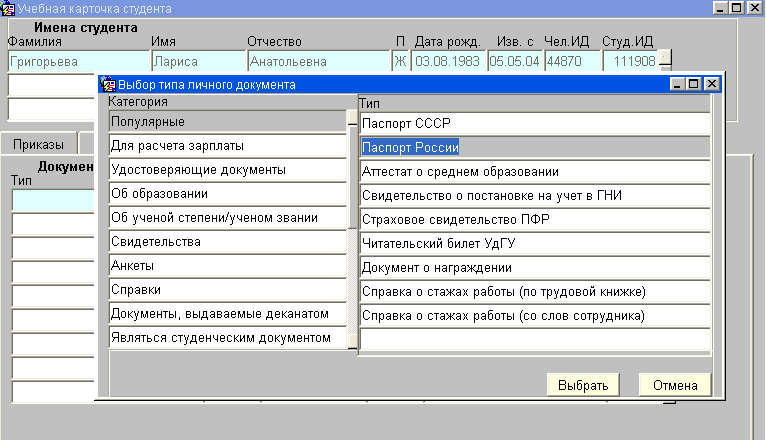 Учебная карточка студента
Имена студента
Фамилия Имя Отчество П Дата рожд. Изв. с Чел.ИД Студ.ИД
Григорьева Лариса Анатольевна Ж 03.08.1983 05.05.04 44870 111908
Выбор типа личного документа
Категория Тип
Популярные Паспорт СССР
Для расчета зарплаты Паспорт России
Удостоверяющие документы Аттестат о среднем образовании
Об образовании Свидетельство о постановке на учет в ГНИ
Об ученой степени/ученом звании Страховое свидетельство ПФР
Свидетельства Читательский билет УдГУ
Анкеты Документ о награждении
Справки Справка о стажах работы (по трудовой книжке)
Документы, выдаваемые деканатом Справка о стажах работы (со слов сотрудника)
Являться студенческим документом
Выбрать Отмена
Приказы
Докумен
Тип